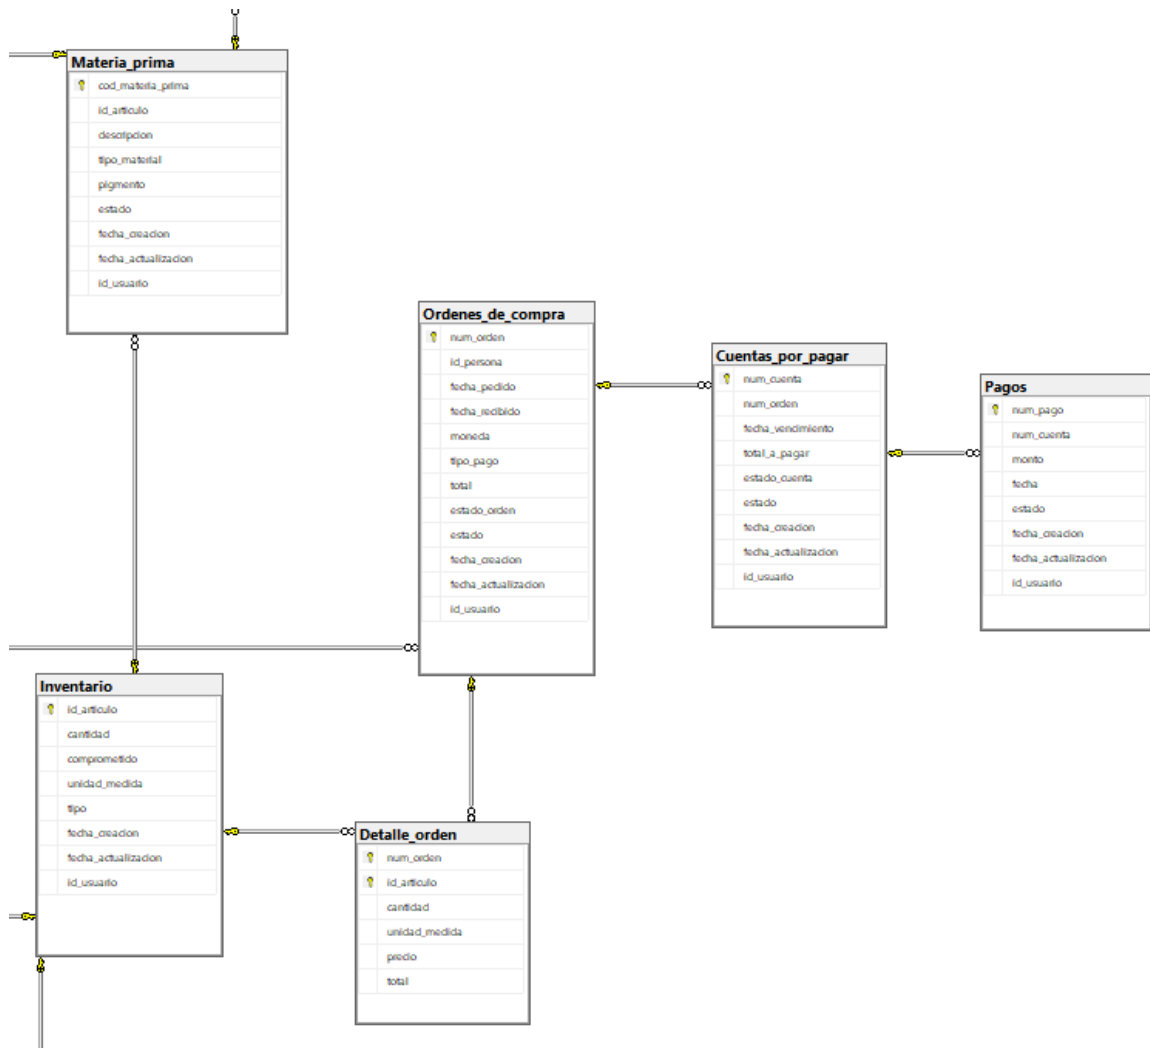 Materia_prima
cod_materia_prima
id_articulo
descripcion
tipo_material
pigmento
estado
fecha_creacion
fecha_actualizacion
id_usuario
Ordenes_de_compra
num_orden
id_persona
fecha_pedido
fecha_recibido
moneda
tipo_pago
total
estado_orden
estado
fecha_creacion
fecha_actualizacion
id_usuario
Cuentas_por_pagar
num_cuenta
num_orden
fecha_vencimiento
total_a_pagar
estado_cuenta
estado
fecha_creacion
fecha_actualizacion
id_usuario
Pagos
num_pago
num_cuenta
monto
fecha
estado
fecha_creacion
fecha_actualizacion
id_usuario
Inventario
id_articulo
cantidad
comprometido
unidad_medida
tipo
fecha_creacion
fecha_actualizacion
id_usuario
Detalle_orden
num_orden
id_articulo
cantidad
unidad_medida
precio
total